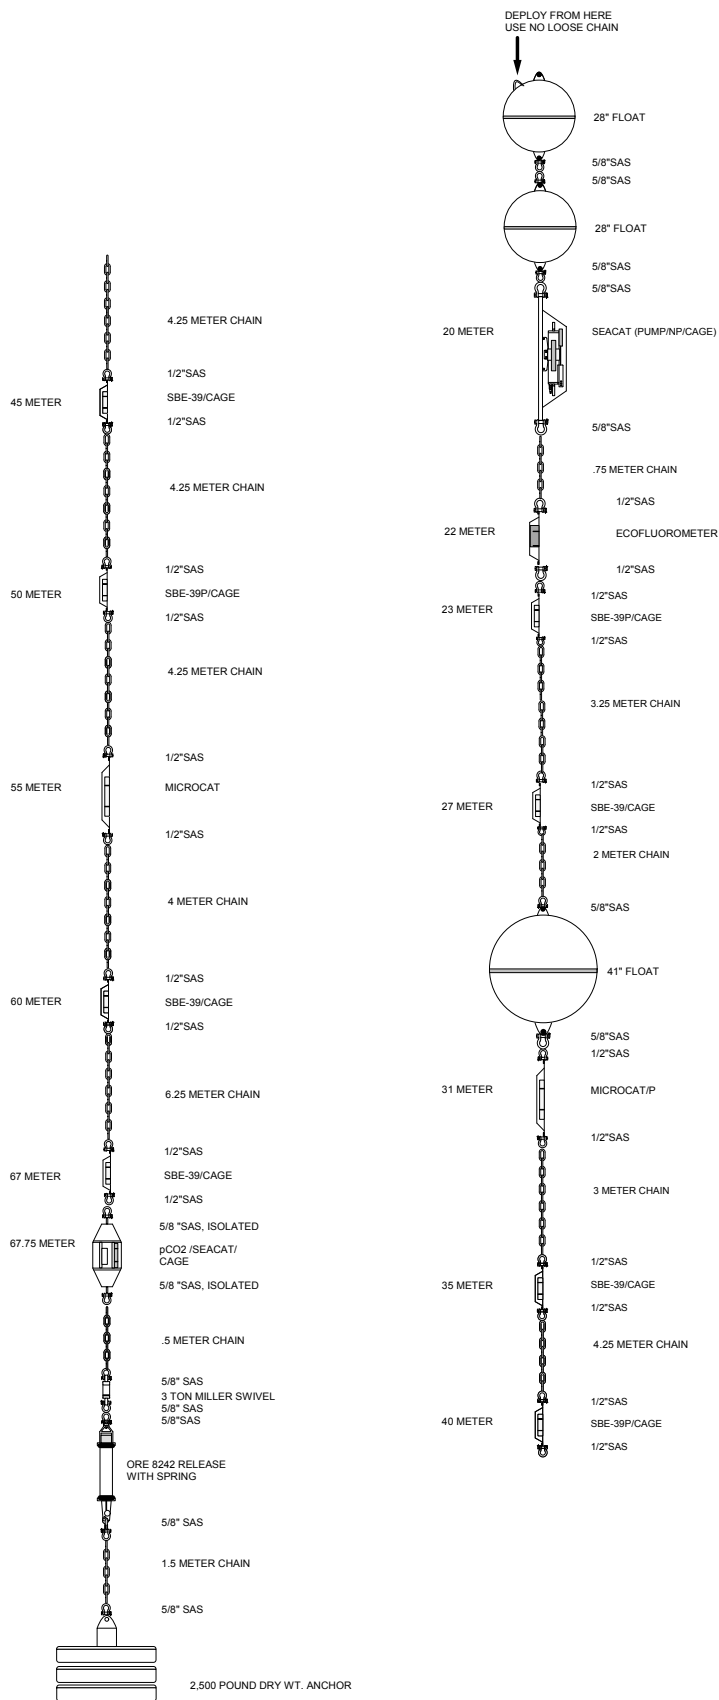 DEPLOY FROM HERE
USE NO LOOSE CHAIN
28" FLOAT
5/8"SAS
5/8"SAS
28" FLOAT
5/8"SAS
5/8"SAS
20 METER
SEACAT (PUMP/NP/CAGE)
5/8"SAS
.75 METER CHAIN
1/2"SAS
22 METER
ECOFLUOROMETER
1/2"SAS
1/2"SAS
23 METER
SBE-39P/CAGE
1/2"SAS
3.25 METER CHAIN
1/2"SAS
27 METER
SBE-39/CAGE
1/2"SAS
2 METER CHAIN
5/8"SAS
41" FLOAT
5/8"SAS
1/2"SAS
31 METER
MICROCAT/P
1/2"SAS
3 METER CHAIN
1/2"SAS
35 METER
SBE-39/CAGE
1/2"SAS
4.25 METER CHAIN
1/2"SAS
40 METER
SBE-39P/CAGE
1/2"SAS
4.25 METER CHAIN
1/2"SAS
45 METER
SBE-39/CAGE
1/2"SAS
4.25 METER CHAIN
1/2"SAS
50 METER
SBE-39P/CAGE
1/2"SAS
4.25 METER CHAIN
1/2"SAS
55 METER
MICROCAT
1/2"SAS
4 METER CHAIN
1/2"SAS
60 METER
SBE-39/CAGE
1/2"SAS
6.25 METER CHAIN
1/2"SAS
67 METER
SBE-39/CAGE
1/2"SAS
5/8 "SAS, ISOLATED
67.75 METER
pCO2 /SEACAT/
CAGE
5/8 "SAS, ISOLATED
.5 METER CHAIN
5/8" SAS
3 TON MILLER SWIVEL
5/8" SAS
5/8"SAS
ORE 8242 RELEASE
WITH SPRING
5/8" SAS
1.5 METER CHAIN
5/8" SAS
2,500 POUND DRY WT. ANCHOR